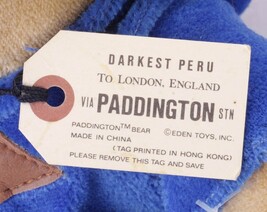 DARKEST PERU
TO LONDON, ENGLAND
VIA PADDINGTON STN
PADDINGTON™ BEAR ©EDEN TOYS, INC.
MADE IN CHINA
(TAG PRINTED IN HONG KONG)
PLEASE REMOVE THIS TAG AND SAVE